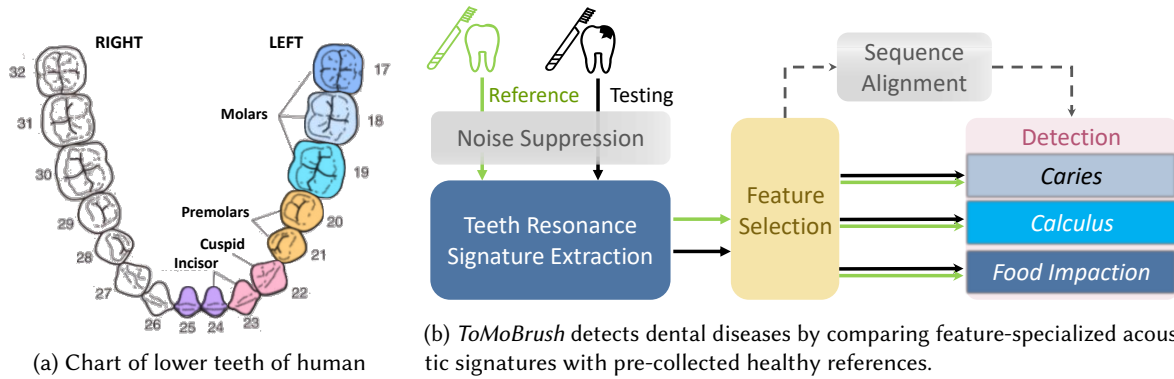 RIGHT
LEFT
32
31
30
29
28
27
26
25
24
23
22
21
20
19
18
17
Molars
Premolars
Cuspid
Incisor
(a) Chart of lower teeth of human
Reference
Testing
Noise Suppression
Teeth Resonance
Signature Extraction
Feature
Selection
Sequence
Alignment
Detection
Caries
Calculus
Food Impaction
(b) ToMoBrush detects dental diseases by comparing feature-specialized acous
tic signatures with pre-collected healthy references.